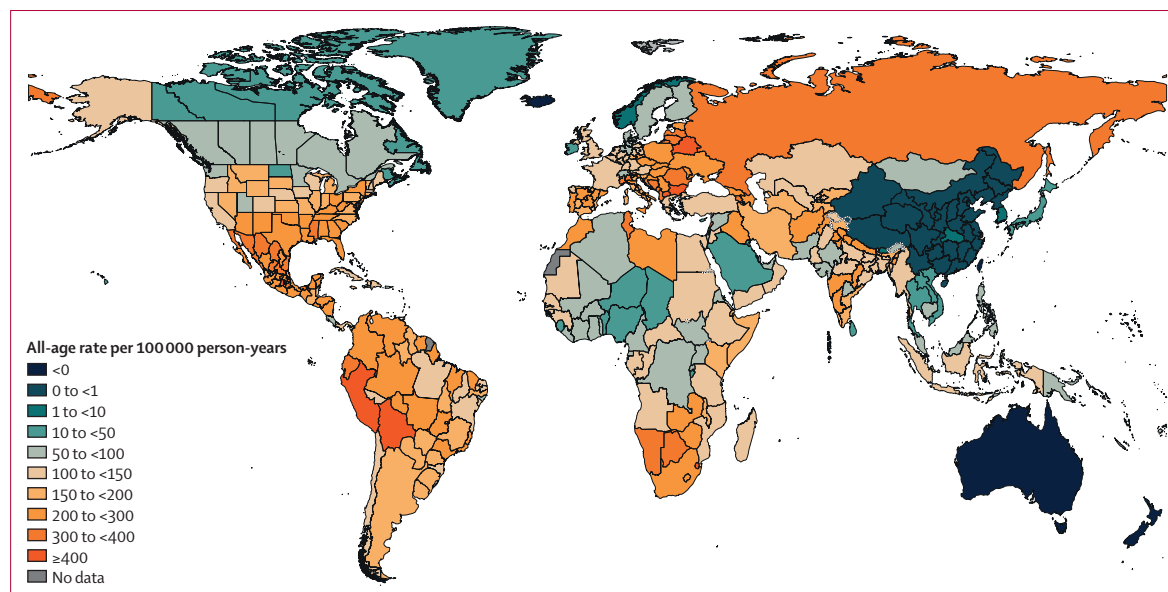 All-age rate per 100 000 person-years
<0
0 to <1
1 to <10
10 to <50
50 to <100
100 to <150
150 to <200
200 to <300
300 to <400
≥400
No data